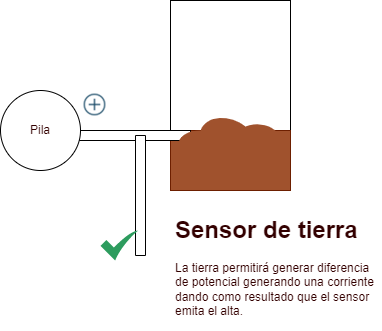 Pila
Sensor de tierra
La tierra permitirá generar diferencia
de potencial generando una corriente
dando como resultado que el sensor
emita el alta.